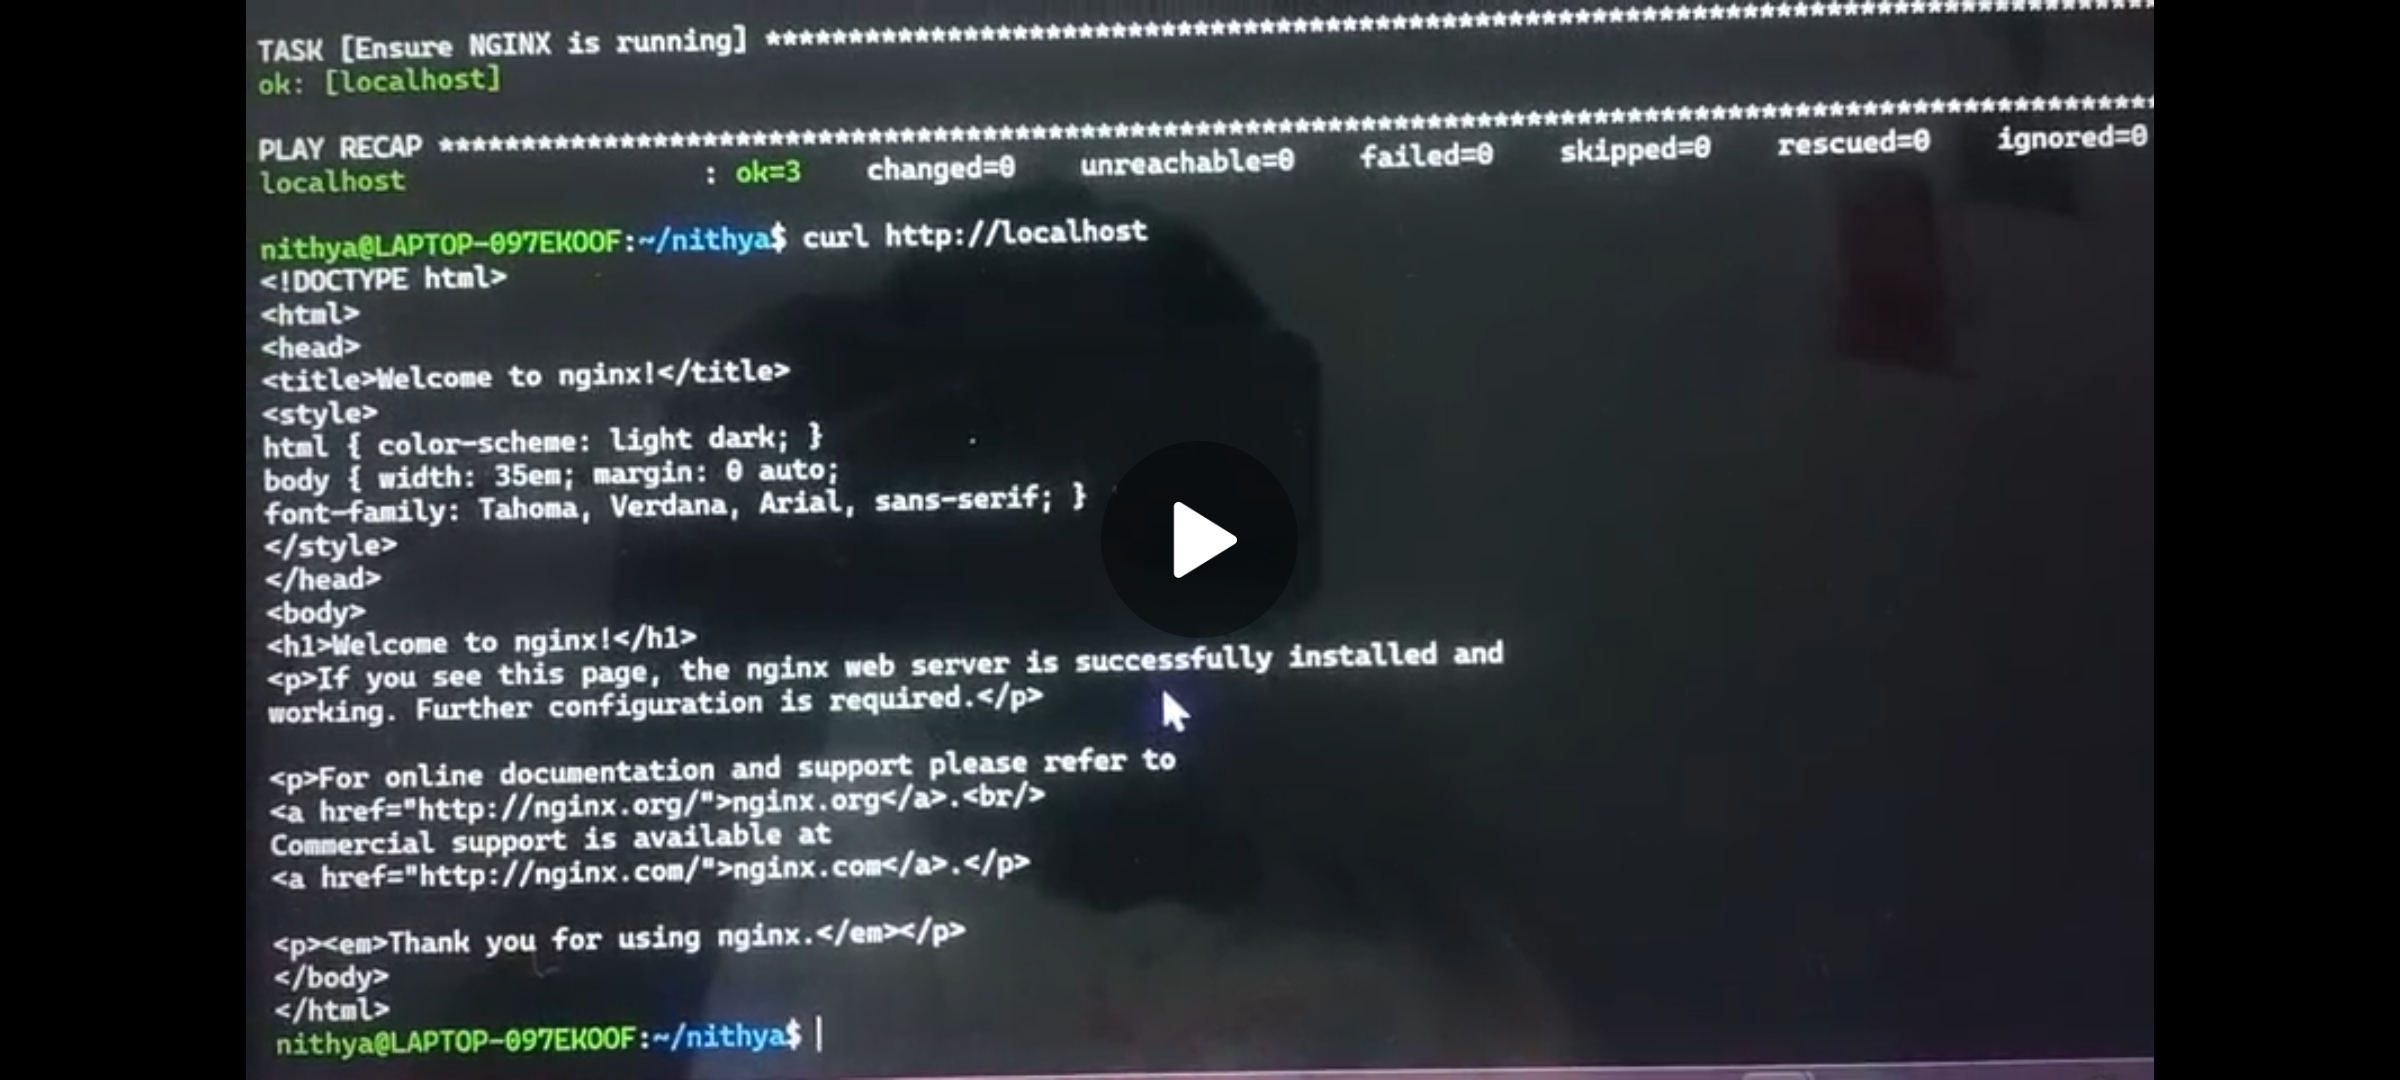 TASK [Ensure NGINX is running] ************************************************************************************
ok: [localhost]
PLAY RECAP ********************************************************************************************************
localhost : ok=3 changed=0 unreachable=0 failed=0 skipped=0 rescued=0 ignored=0
nithya@LAPTOP-097EKOOF:~/nithya$ curl http://localhost
<!DOCTYPE html>
<html>
<head>
<title>Welcome to nginx!</title>
<style>
html { color-scheme: light dark; }
body { width: 35em; margin: 0 auto;
font-family: Tahoma, Verdana, Arial, sans-serif; }
</style>
</head>
<body>
<h1>Welcome to nginx!</h1>
<p>If you see this page, the nginx web server is successfully installed and
working. Further configuration is required.</p>
<p>For online documentation and support please refer to
<a href="http://nginx.org/">nginx.org</a>.<br/>
Commercial support is available at
<a href="http://nginx.com/">nginx.com</a>.</p>
<p><em>Thank you for using nginx.</em></p>
</body>
</html>
nithya@LAPTOP-097EKOOF:~/nithya$